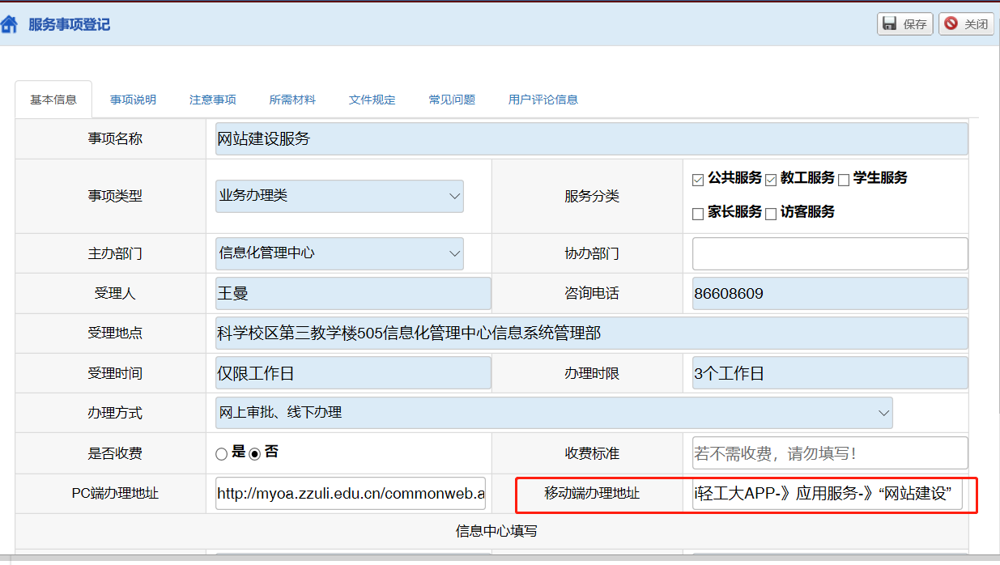 服务事项登记 保存 关闭
基本信息 事项说明 注意事项 所需材料 文件规定 常见问题 用户评论信息
事项名称 网站建设服务
事项类型 业务办理类 服务分类 公共服务 教工服务 学生服务
家长服务 访客服务
主办部门 信息化管理中心 协办部门
受理人 王曼 咨询电话 86608609
受理地点 科学校区第三教学楼505信息化管理中心信息系统管理部
受理时间 仅限工作日 办理时限 3个工作日
办理方式 网上审批、线下办理
是否收费 是 否 收费标准 若不需收费，请勿填写！
PC端办理地址 http://myoa.zzuli.edu.cn/commonweb.a 移动端办理地址 i轻工大APP-》应用服务-》“网站建设”
信息中心填写